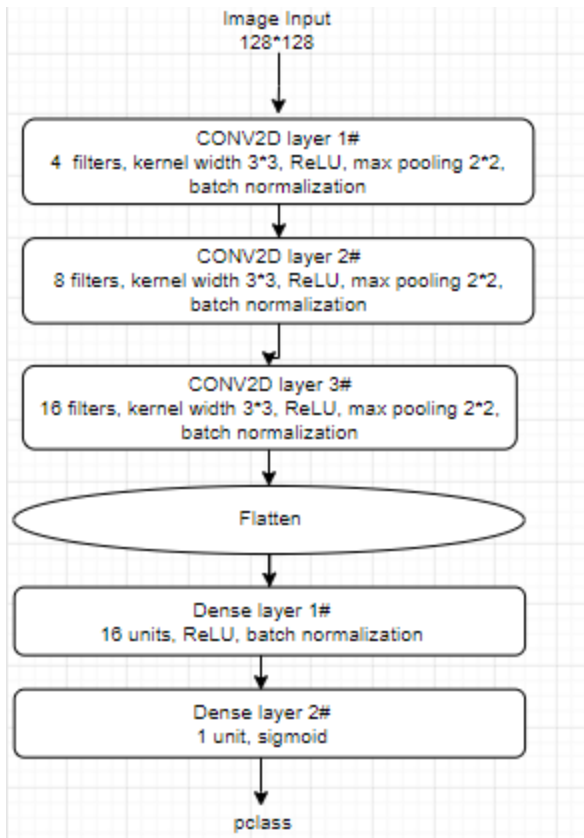 Image Input
128*128
CONV2D layer 1#
4 filters, kernel width 3*3, ReLU, max pooling 2*2,
batch normalization
CONV2D layer 2#
8 filters, kernel width 3*3, ReLU, max pooling 2*2,
batch normalization
CONV2D layer 3#
16 filters, kernel width 3*3, ReLU, max pooling 2*2,
batch normalization
Flatten
Dense layer 1#
16 units, ReLU, batch normalization
Dense layer 2#
1 unit, sigmoid
pclass